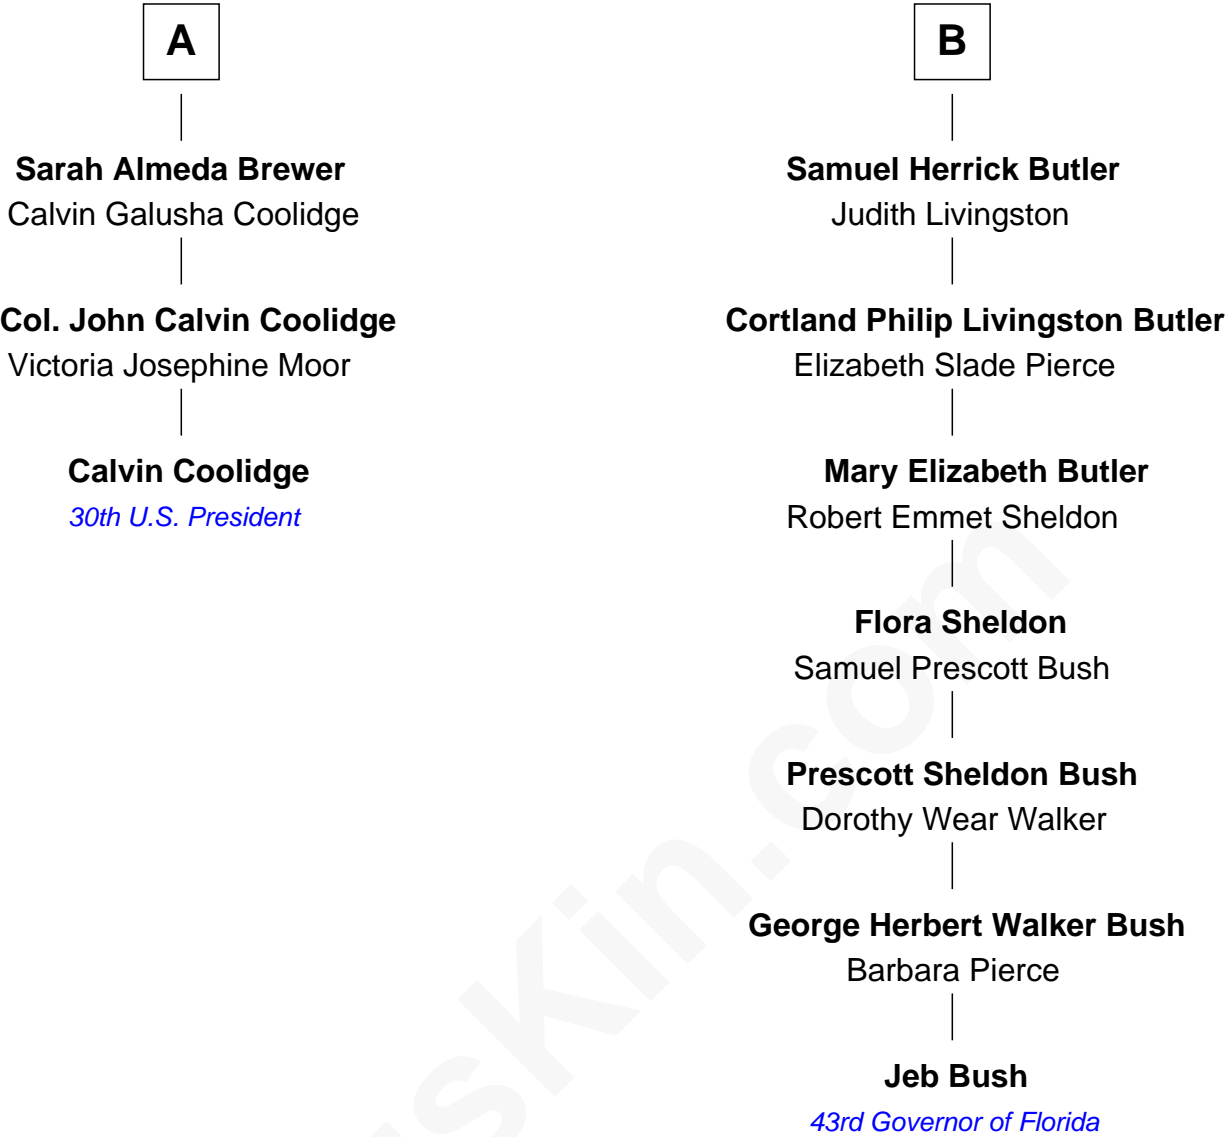 A
Sarah Almeda Brewer
Calvin Galusha Coolidge
Col. John Calvin Coolidge
Victoria Josephine Moor
Calvin Coolidge
30th U.S. President
B
Samuel Herrick Butler
Judith Livingston
Cortland Philip Livingston Butler
Elizabeth Slade Pierce
Mary Elizabeth Butler
Robert Emmet Sheldon
Flora Sheldon
Samuel Prescott Bush
Prescott Sheldon Bush
Dorothy Wear Walker
George Herbert Walker Bush
Barbara Pierce
Jeb Bush
43rd Governor of Florida